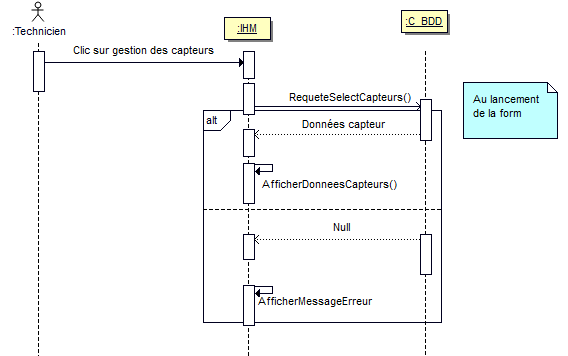 :Technicien
:IHM
:C_BDD
Clic sur gestion des capteurs
RequeteSelectCapteurs()
Au lancement
de la form
alt
Données capteur
AfficherDonneesCapteurs()
Null
AfficherMessageErreur